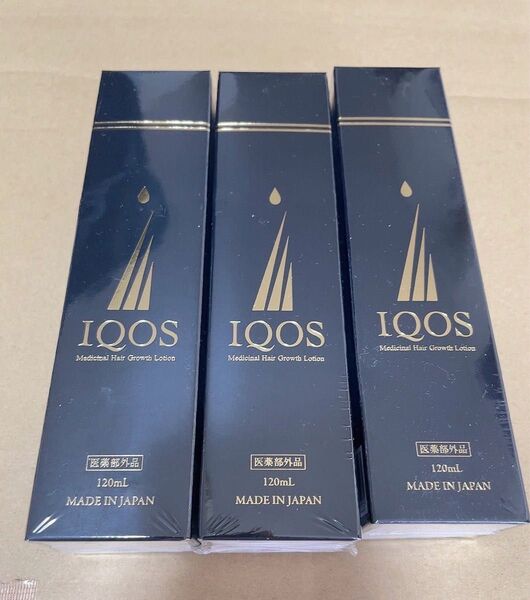 IQOS
Medicinal Hair Growth Lotion
医薬部外品
120mL
MADE IN JAPAN
IQOS
Medicinal Hair Growth Lotion
医薬部外品
120mL
MADE IN JAPAN
IQOS
Medicinal Hair Growth Lotion
医薬部外品
120mL
MADE IN JAPAN